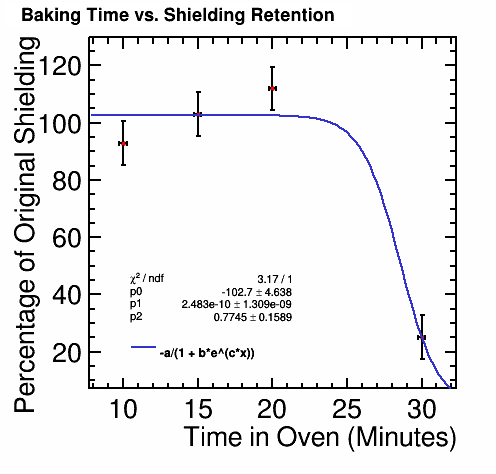 Baking Time vs. Shielding Retention
Percentage of Original Shielding
120
100
80
60
40
20
χ² / ndf 3.17 / 1
p0 -102.7 ± 4.638
p1 2.483e-10 ± 1.309e-09
p2 0.7745 ± 0.1589
-a/(1 + b*e^(c*x))
10 15 20 25 30
Time in Oven (Minutes)